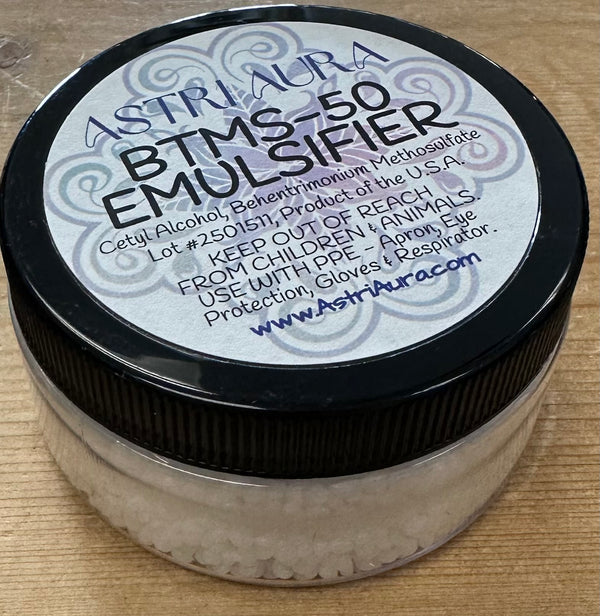 ASTRI AURA
BTMS-50
EMULSIFIER
Cetyl Alcohol, Behentrimonium Methosulfate
Lot #2501511, Product of the U.S.A.
KEEP OUT OF REACH
FROM CHILDREN & ANIMALS.
USE WITH PPE - Apron, Eye
Protection, Gloves & Respirator.
www.AstriAura.com